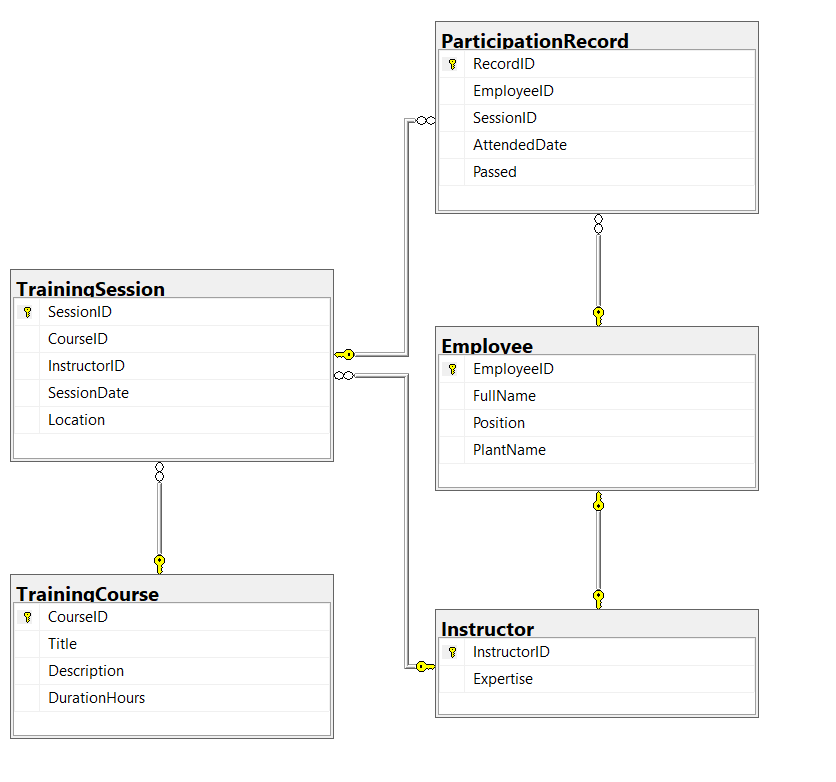 ParticipationRecord
RecordID
EmployeeID
SessionID
AttendedDate
Passed
TrainingSession
SessionID
CourseID
InstructorID
SessionDate
Location
Employee
EmployeeID
FullName
Position
PlantName
TrainingCourse
CourseID
Title
Description
DurationHours
Instructor
InstructorID
Expertise